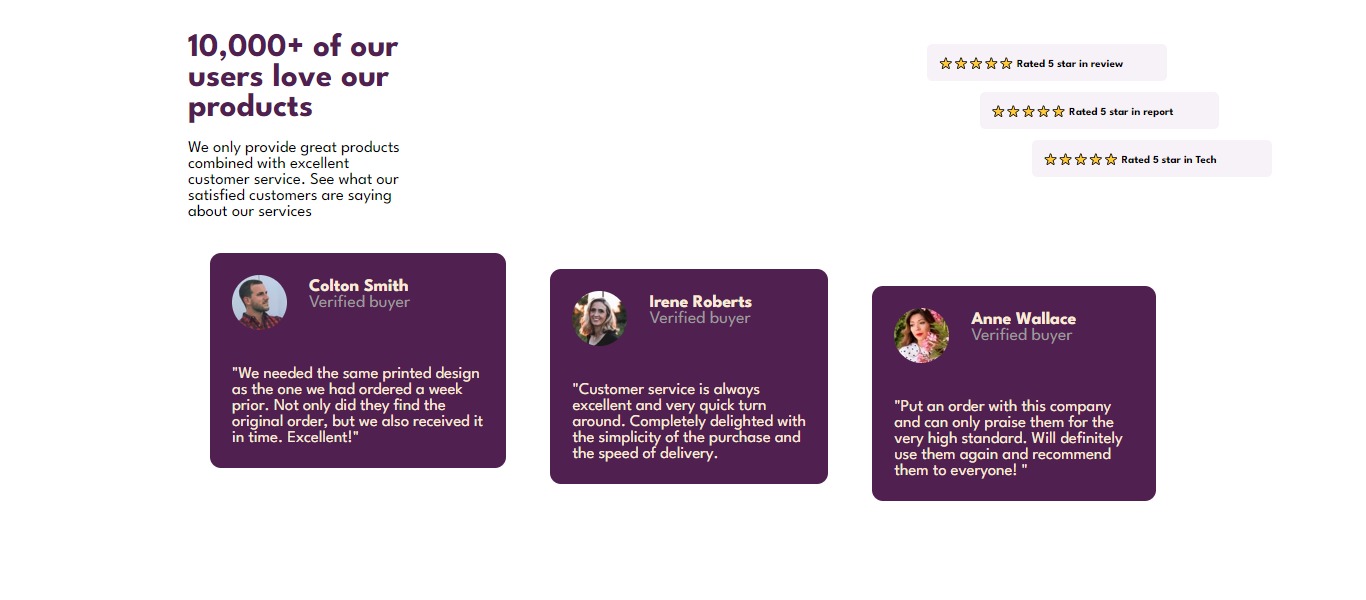 10,000+ of our
users love our
products
We only provide great products
combined with excellent
customer service. See what our
satisfied customers are saying
about our services
Rated 5 star in review
Rated 5 star in report
Rated 5 star in Tech
Colton Smith
Verified buyer
"We needed the same printed design
as the one we had ordered a week
prior. Not only did they find the
original order, but we also received it
in time. Excellent!"
Irene Roberts
Verified buyer
"Customer service is always
excellent and very quick turn
around. Completely delighted with
the simplicity of the purchase and
the speed of delivery.
Anne Wallace
Verified buyer
"Put an order with this company
and can only praise them for the
very high standard. Will definitely
use them again and recommend
them to everyone! "